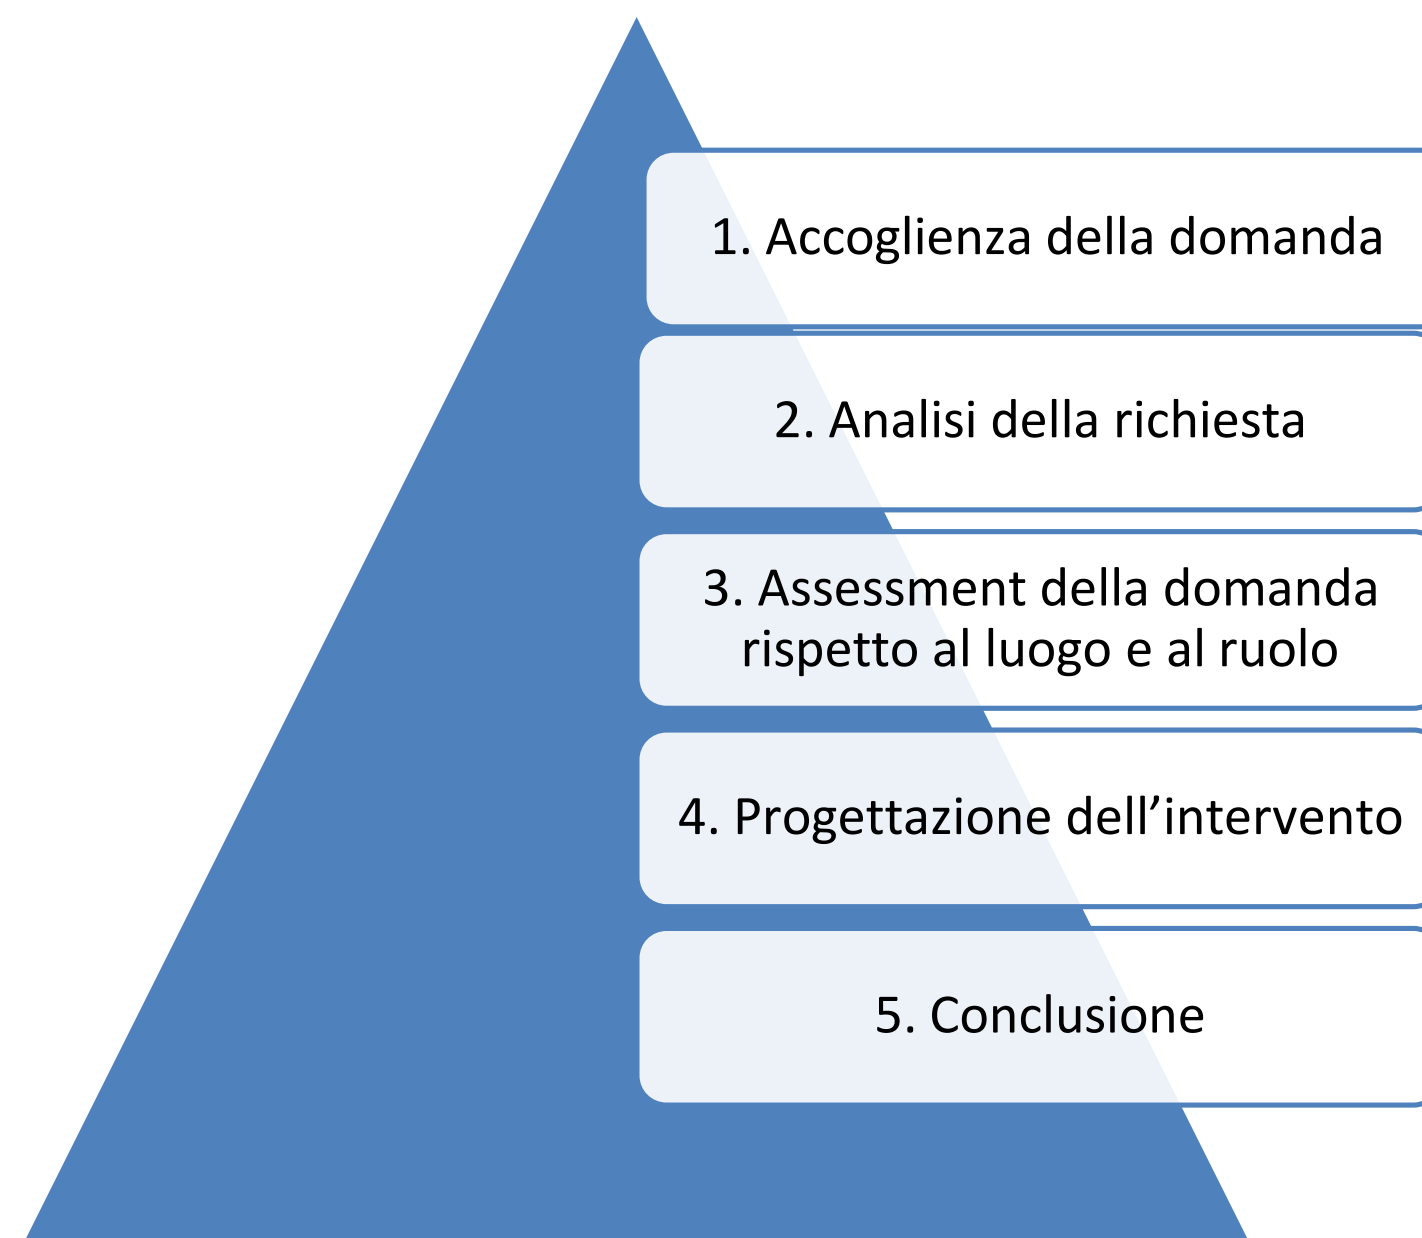 1. Accoglienza della domanda
2. Analisi della richiesta
3. Assessment della domanda
rispetto al luogo e al ruolo
4. Progettazione dell’intervento
5. Conclusione